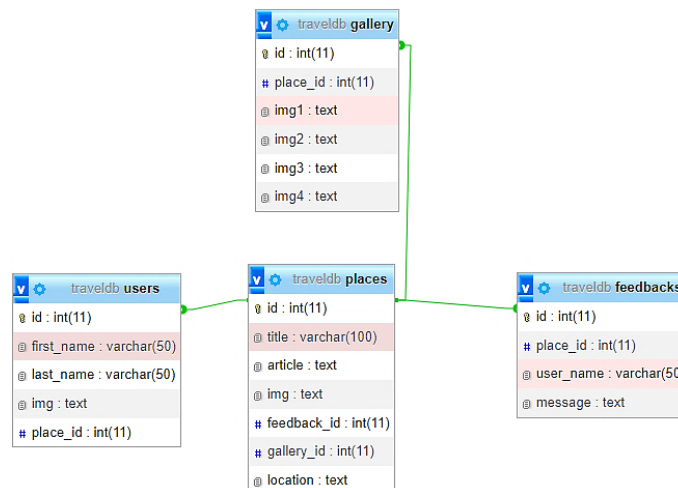 v traveldb gallery
id : int(11)
# place_id : int(11)
img1 : text
img2 : text
img3 : text
img4 : text
v traveldb users
id : int(11)
first_name : varchar(50)
last_name : varchar(50)
img : text
# place_id : int(11)
v traveldb places
id : int(11)
title : varchar(100)
article : text
img : text
# feedback_id : int(11)
# gallery_id : int(11)
location : text
v traveldb feedbacks
id : int(11)
# place_id : int(11)
user_name : varchar(50
message : text